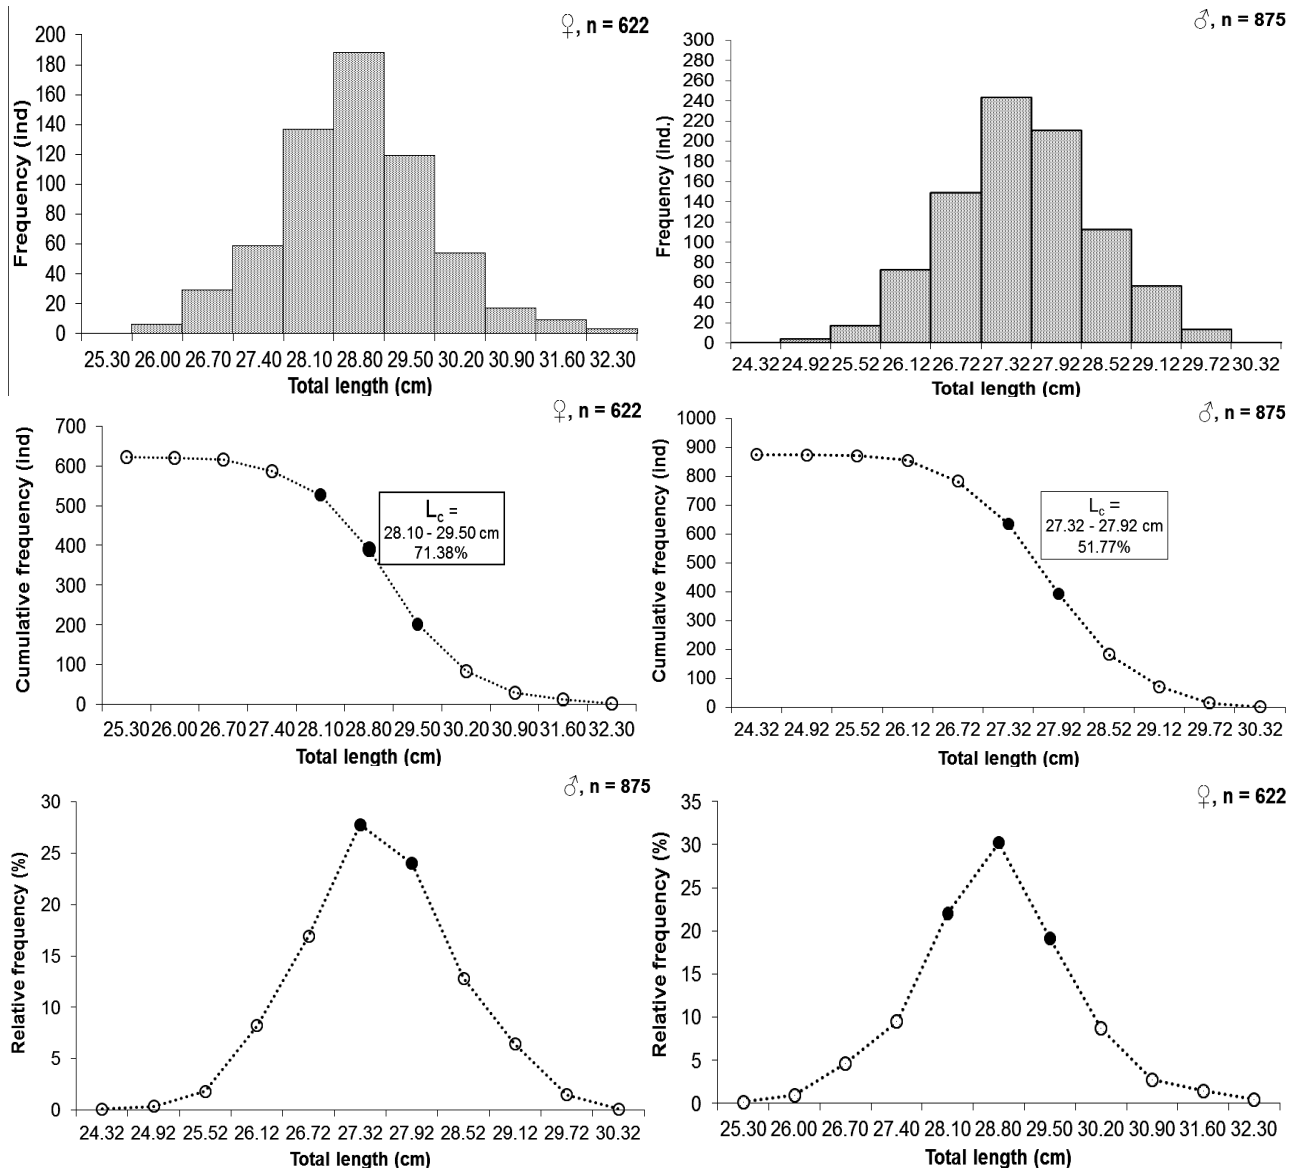 ♀, n = 622
Frequency (ind)
200
180
160
140
120
100
80
60
40
20
0
25.30 26.00 26.70 27.40 28.10 28.80 29.50 30.20 30.90 31.60 32.30
Total length (cm)
♂, n = 875
Frequency (ind.)
300
280
260
240
220
200
180
160
140
120
100
80
60
40
20
0
24.32 24.92 25.52 26.12 26.72 27.32 27.92 28.52 29.12 29.72 30.32
Total length (cm)
♀, n = 622
Cumulative frequency (ind)
700
600
500
400
300
200
100
0
Lc =
28.10 - 29.50 cm
71.38%
25.30 26.00 26.70 27.40 28.10 28.80 29.50 30.20 30.90 31.60 32.30
Total length (cm)
♂, n = 875
Cumulative frequency (ind)
1000
900
800
700
600
500
400
300
200
100
0
Lc =
27.32 - 27.92 cm
51.77%
24.32 24.92 25.52 26.12 26.72 27.32 27.92 28.52 29.12 29.72 30.32
Total length (cm)
♂, n = 875
Relative frequency (%)
30
25
20
15
10
5
0
24.32 24.92 25.52 26.12 26.72 27.32 27.92 28.52 29.12 29.72 30.32
Total length (cm)
♀, n = 622
Relative frequency (%)
35
30
25
20
15
10
5
0
25.30 26.00 26.70 27.40 28.10 28.80 29.50 30.20 30.90 31.60 32.30
Total length (cm)